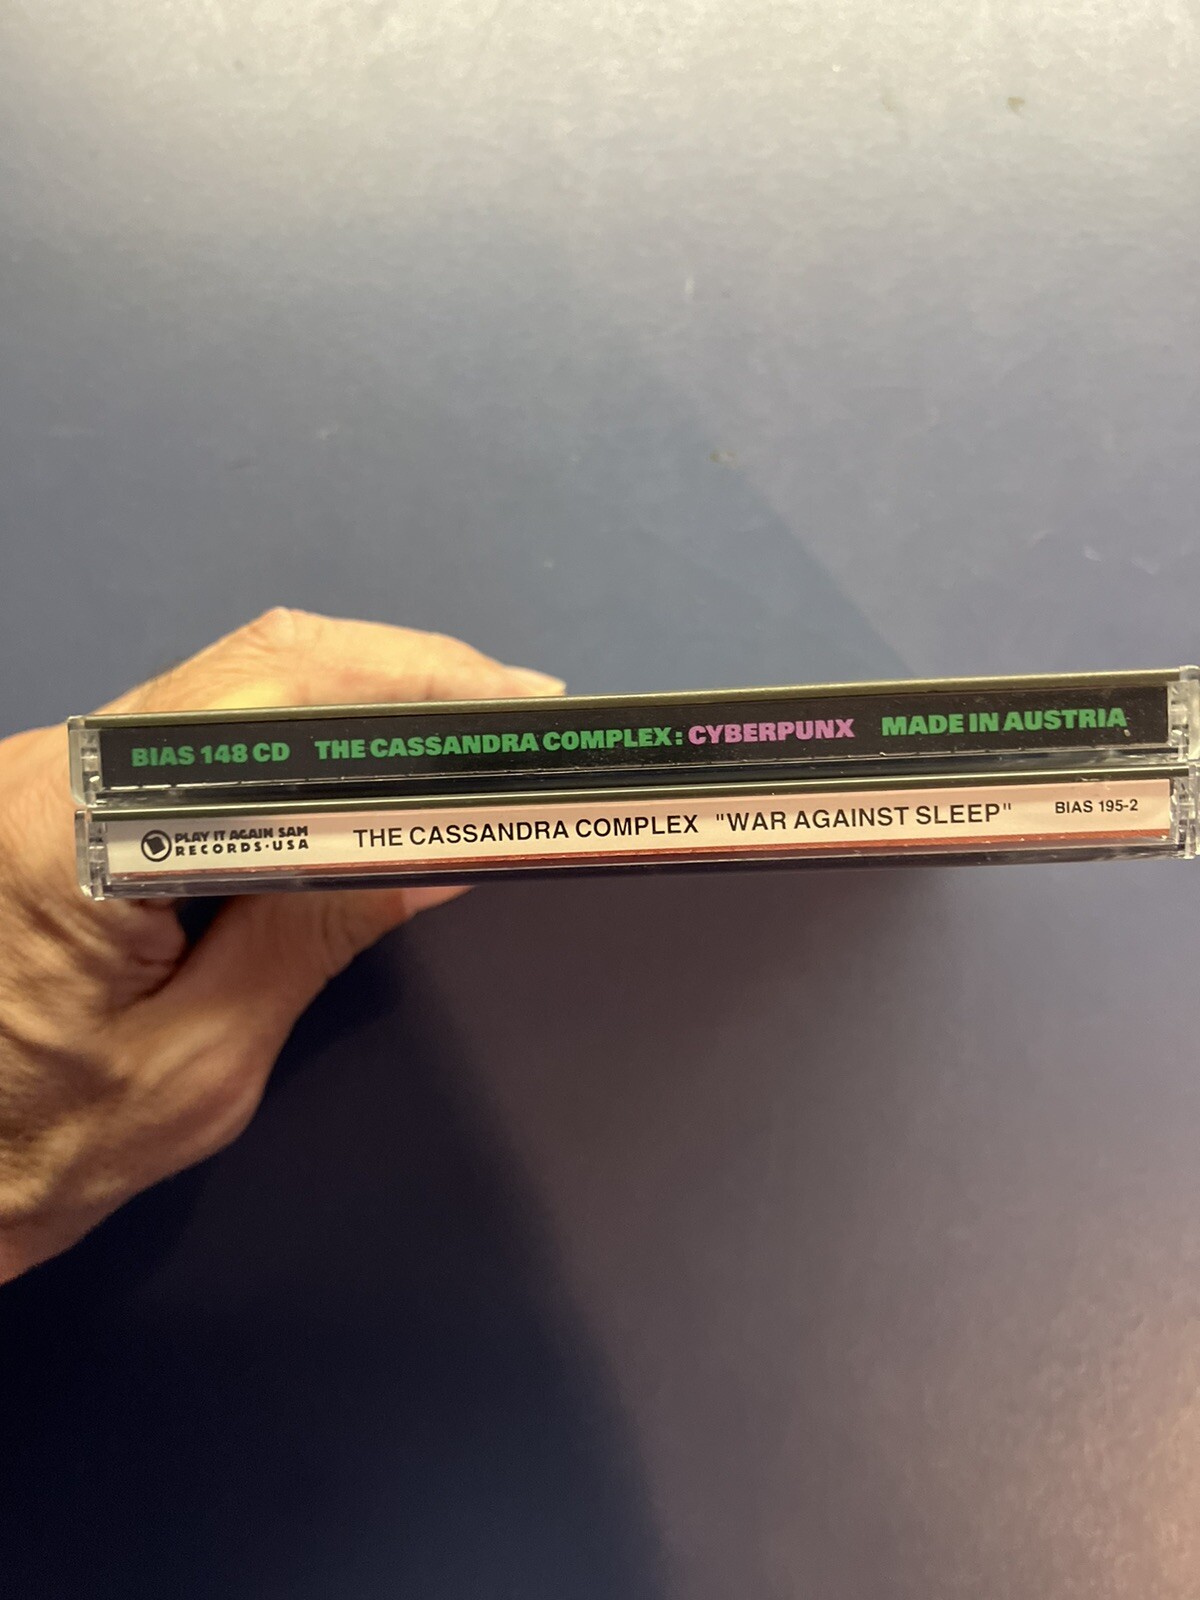 BIAS 148 CD THE CASSANDRA COMPLEX: CYBERPUNX MADE IN AUSTRIA
PLAY IT AGAIN SAM
RECORDS·USA
THE CASSANDRA COMPLEX "WAR AGAINST SLEEP" BIAS 195-2